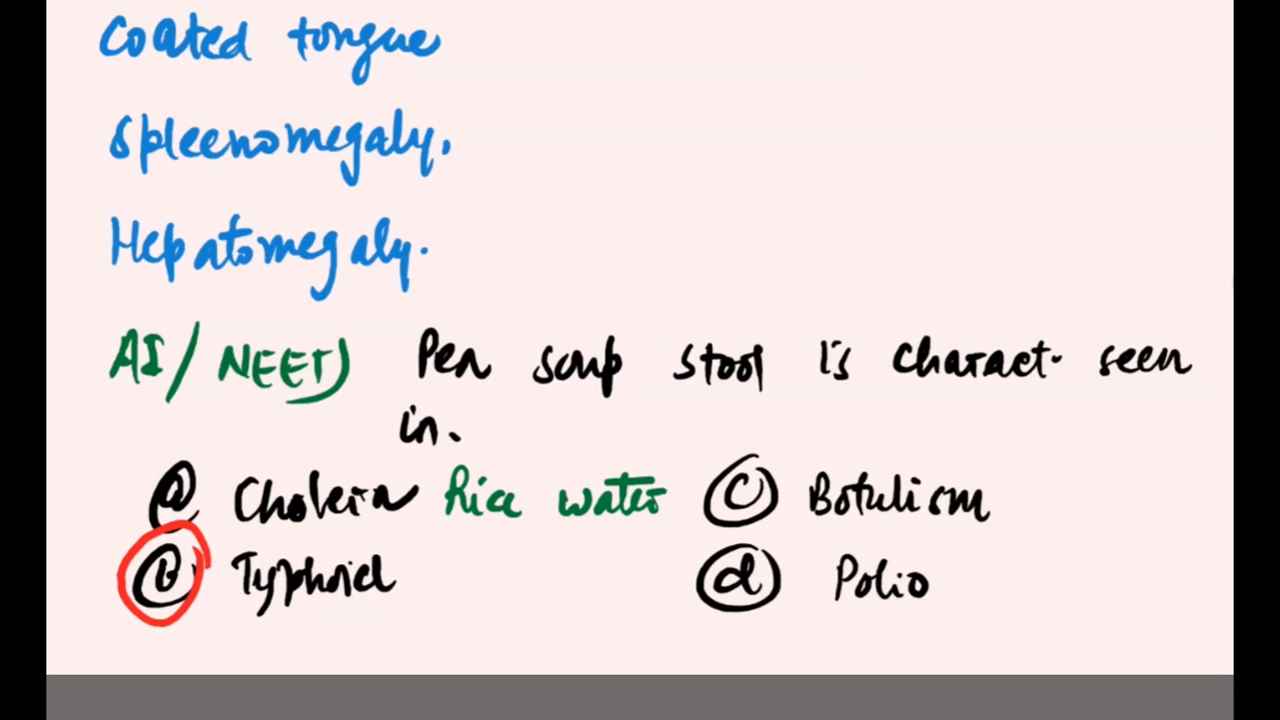 Coated tongue
Spleenomegaly.
Hepatomegaly.
AI/NEET) Pea soup stool is charact. seen
in.
(a) Cholera Rice water (c) Botulism
(b) Typhoid (d) Polio